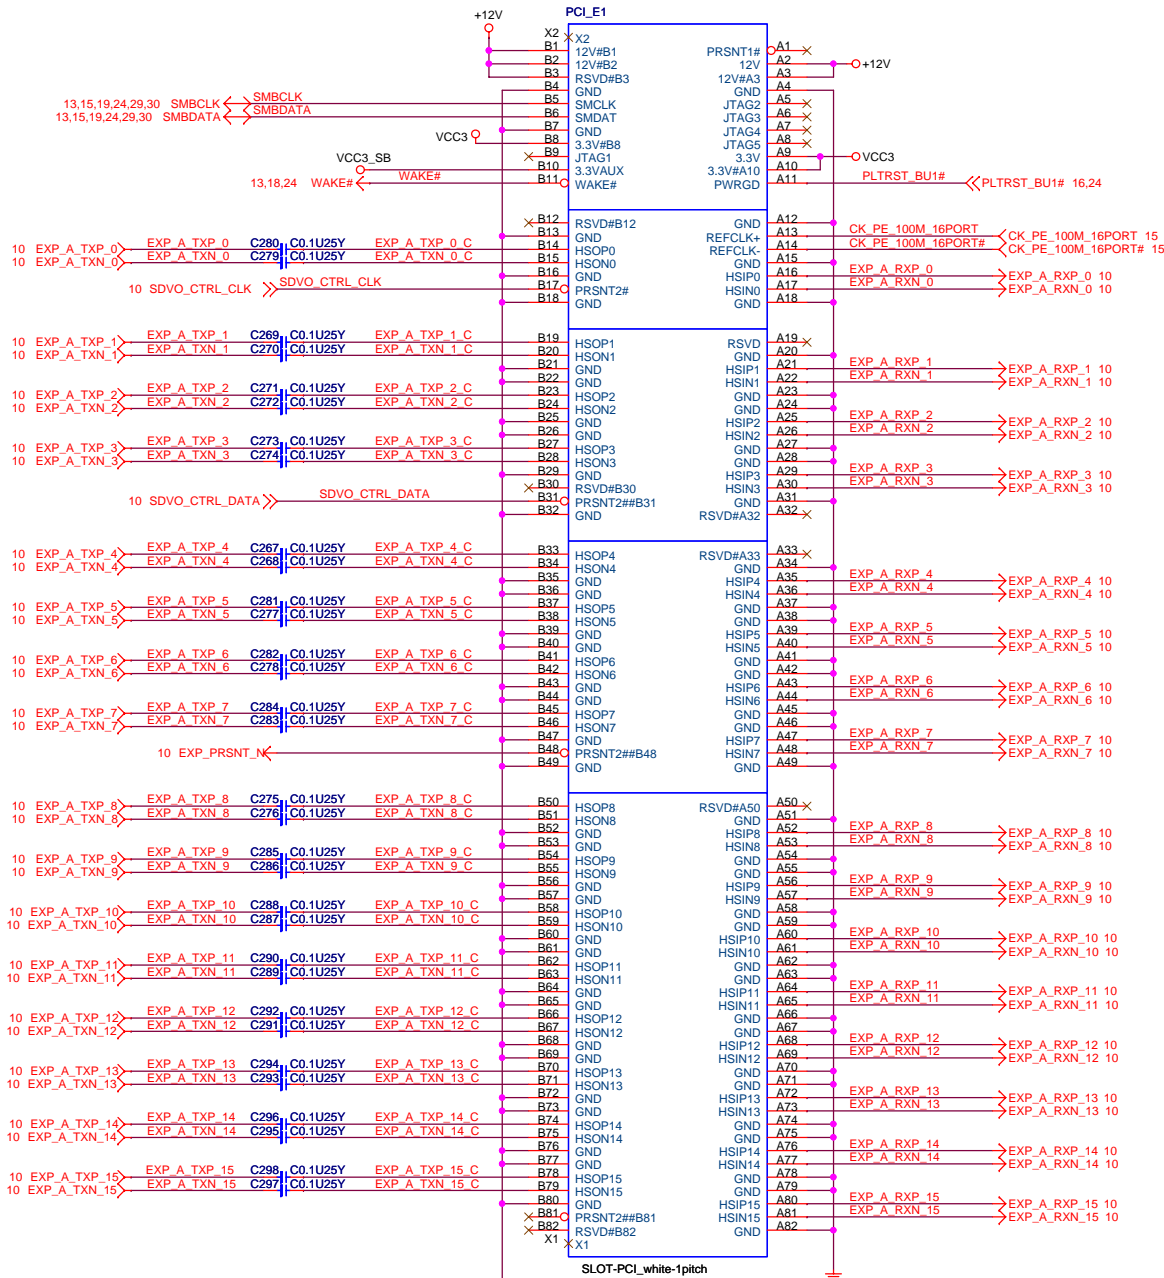 PCI_E1
+12V
X2 X2
B1 12V#B1 PRSNT1# A1
B2 12V#B2 12V A2 +12V
B3 RSVD#B3 12V#A3 A3
B4 GND GND A4
13,15,19,24,29,30 SMBCLK SMBCLK B5 SMCLK JTAG2 A5
13,15,19,24,29,30 SMBDATA SMBDATA B6 SMDAT JTAG3 A6
B7 GND JTAG4 A7
VCC3 B8 3.3V#B8 JTAG5 A8
B9 JTAG1 3.3V A9 VCC3
VCC3_SB B10 3.3VAUX 3.3V#A10 A10
13,18,24 WAKE# WAKE# B11 WAKE# PWRGD A11 PLTRST_BU1# PLTRST_BU1# 16,24
B12 RSVD#B12 GND A12
B13 GND REFCLK+ A13 CK_PE_100M_16PORT CK_PE_100M_16PORT 15
10 EXP_A_TXP_0 EXP_A_TXP_0 C280 C0.1U25Y EXP_A_TXP_0_C B14 HSOP0 REFCLK- A14 CK_PE_100M_16PORT# CK_PE_100M_16PORT# 15
10 EXP_A_TXN_0 EXP_A_TXN_0 C279 C0.1U25Y EXP_A_TXN_0_C B15 HSON0 GND A15
B16 GND HSIP0 A16 EXP_A_RXP_0 EXP_A_RXP_0 10
10 SDVO_CTRL_CLK SDVO_CTRL_CLK B17 PRSNT2# HSIN0 A17 EXP_A_RXN_0 EXP_A_RXN_0 10
B18 GND GND A18
10 EXP_A_TXP_1 EXP_A_TXP_1 C269 C0.1U25Y EXP_A_TXP_1_C B19 HSOP1 RSVD A19
10 EXP_A_TXN_1 EXP_A_TXN_1 C270 C0.1U25Y EXP_A_TXN_1_C B20 HSON1 GND A20
B21 GND HSIP1 A21 EXP_A_RXP_1 EXP_A_RXP_1 10
B22 GND HSIN1 A22 EXP_A_RXN_1 EXP_A_RXN_1 10
10 EXP_A_TXP_2 EXP_A_TXP_2 C271 C0.1U25Y EXP_A_TXP_2_C B23 HSOP2 GND A23
10 EXP_A_TXN_2 EXP_A_TXN_2 C272 C0.1U25Y EXP_A_TXN_2_C B24 HSON2 GND A24
B25 GND HSIP2 A25 EXP_A_RXP_2 EXP_A_RXP_2 10
B26 GND HSIN2 A26 EXP_A_RXN_2 EXP_A_RXN_2 10
10 EXP_A_TXP_3 EXP_A_TXP_3 C273 C0.1U25Y EXP_A_TXP_3_C B27 HSOP3 GND A27
10 EXP_A_TXN_3 EXP_A_TXN_3 C274 C0.1U25Y EXP_A_TXN_3_C B28 HSON3 GND A28
B29 GND HSIP3 A29 EXP_A_RXP_3 EXP_A_RXP_3 10
B30 RSVD#B30 HSIN3 A30 EXP_A_RXN_3 EXP_A_RXN_3 10
10 SDVO_CTRL_DATA SDVO_CTRL_DATA B31 PRSNT2##B31 GND A31
B32 GND RSVD#A32 A32
10 EXP_A_TXP_4 EXP_A_TXP_4 C267 C0.1U25Y EXP_A_TXP_4_C B33 HSOP4 RSVD#A33 A33
10 EXP_A_TXN_4 EXP_A_TXN_4 C268 C0.1U25Y EXP_A_TXN_4_C B34 HSON4 GND A34
B35 GND HSIP4 A35 EXP_A_RXP_4 EXP_A_RXP_4 10
B36 GND HSIN4 A36 EXP_A_RXN_4 EXP_A_RXN_4 10
10 EXP_A_TXP_5 EXP_A_TXP_5 C281 C0.1U25Y EXP_A_TXP_5_C B37 HSOP5 GND A37
10 EXP_A_TXN_5 EXP_A_TXN_5 C277 C0.1U25Y EXP_A_TXN_5_C B38 HSON5 GND A38
B39 GND HSIP5 A39 EXP_A_RXP_5 EXP_A_RXP_5 10
B40 GND HSIN5 A40 EXP_A_RXN_5 EXP_A_RXN_5 10
10 EXP_A_TXP_6 EXP_A_TXP_6 C282 C0.1U25Y EXP_A_TXP_6_C B41 HSOP6 GND A41
10 EXP_A_TXN_6 EXP_A_TXN_6 C278 C0.1U25Y EXP_A_TXN_6_C B42 HSON6 GND A42
B43 GND HSIP6 A43 EXP_A_RXP_6 EXP_A_RXP_6 10
B44 GND HSIN6 A44 EXP_A_RXN_6 EXP_A_RXN_6 10
10 EXP_A_TXP_7 EXP_A_TXP_7 C284 C0.1U25Y EXP_A_TXP_7_C B45 HSOP7 GND A45
10 EXP_A_TXN_7 EXP_A_TXN_7 C283 C0.1U25Y EXP_A_TXN_7_C B46 HSON7 GND A46
B47 GND HSIP7 A47 EXP_A_RXP_7 EXP_A_RXP_7 10
10 EXP_PRSNT_N B48 PRSNT2##B48 HSIN7 A48 EXP_A_RXN_7 EXP_A_RXN_7 10
B49 GND GND A49
10 EXP_A_TXP_8 EXP_A_TXP_8 C275 C0.1U25Y EXP_A_TXP_8_C B50 HSOP8 RSVD#A50 A50
10 EXP_A_TXN_8 EXP_A_TXN_8 C276 C0.1U25Y EXP_A_TXN_8_C B51 HSON8 GND A51
B52 GND HSIP8 A52 EXP_A_RXP_8 EXP_A_RXP_8 10
B53 GND HSIN8 A53 EXP_A_RXN_8 EXP_A_RXN_8 10
10 EXP_A_TXP_9 EXP_A_TXP_9 C285 C0.1U25Y EXP_A_TXP_9_C B54 HSOP9 GND A54
10 EXP_A_TXN_9 EXP_A_TXN_9 C286 C0.1U25Y EXP_A_TXN_9_C B55 HSON9 GND A55
B56 GND HSIP9 A56 EXP_A_RXP_9 EXP_A_RXP_9 10
B57 GND HSIN9 A57 EXP_A_RXN_9 EXP_A_RXN_9 10
10 EXP_A_TXP_10 EXP_A_TXP_10 C288 C0.1U25Y EXP_A_TXP_10_C B58 HSOP10 GND A58
10 EXP_A_TXN_10 EXP_A_TXN_10 C287 C0.1U25Y EXP_A_TXN_10_C B59 HSON10 GND A59
B60 GND HSIP10 A60 EXP_A_RXP_10 EXP_A_RXP_10 10
B61 GND HSIN10 A61 EXP_A_RXN_10 EXP_A_RXN_10 10
10 EXP_A_TXP_11 EXP_A_TXP_11 C290 C0.1U25Y EXP_A_TXP_11_C B62 HSOP11 GND A62
10 EXP_A_TXN_11 EXP_A_TXN_11 C289 C0.1U25Y EXP_A_TXN_11_C B63 HSON11 GND A63
B64 GND HSIP11 A64 EXP_A_RXP_11 EXP_A_RXP_11 10
B65 GND HSIN11 A65 EXP_A_RXN_11 EXP_A_RXN_11 10
10 EXP_A_TXP_12 EXP_A_TXP_12 C292 C0.1U25Y EXP_A_TXP_12_C B66 HSOP12 GND A66
10 EXP_A_TXN_12 EXP_A_TXN_12 C291 C0.1U25Y EXP_A_TXN_12_C B67 HSON12 GND A67
B68 GND HSIP12 A68 EXP_A_RXP_12 EXP_A_RXP_12 10
B69 GND HSIN12 A69 EXP_A_RXN_12 EXP_A_RXN_12 10
10 EXP_A_TXP_13 EXP_A_TXP_13 C294 C0.1U25Y EXP_A_TXP_13_C B70 HSOP13 GND A70
10 EXP_A_TXN_13 EXP_A_TXN_13 C293 C0.1U25Y EXP_A_TXN_13_C B71 HSON13 GND A71
B72 GND HSIP13 A72 EXP_A_RXP_13 EXP_A_RXP_13 10
B73 GND HSIN13 A73 EXP_A_RXN_13 EXP_A_RXN_13 10
10 EXP_A_TXP_14 EXP_A_TXP_14 C296 C0.1U25Y EXP_A_TXP_14_C B74 HSOP14 GND A74
10 EXP_A_TXN_14 EXP_A_TXN_14 C295 C0.1U25Y EXP_A_TXN_14_C B75 HSON14 GND A75
B76 GND HSIP14 A76 EXP_A_RXP_14 EXP_A_RXP_14 10
B77 GND HSIN14 A77 EXP_A_RXN_14 EXP_A_RXN_14 10
10 EXP_A_TXP_15 EXP_A_TXP_15 C298 C0.1U25Y EXP_A_TXP_15_C B78 HSOP15 GND A78
10 EXP_A_TXN_15 EXP_A_TXN_15 C297 C0.1U25Y EXP_A_TXN_15_C B79 HSON15 GND A79
B80 GND HSIP15 A80 EXP_A_RXP_15 EXP_A_RXP_15 10
B81 PRSNT2##B81 HSIN15 A81 EXP_A_RXN_15 EXP_A_RXN_15 10
B82 RSVD#B82 GND A82
X1 X1
SLOT-PCI_white-1pitch